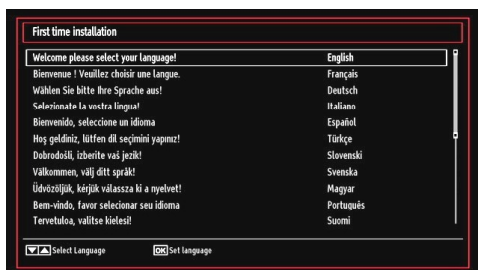 First time installation
Welcome please select your language! English
Bienvenue ! Veuillez choisir une langue. Français
Wählen Sie bitte Ihre Sprache aus! Deutsch
Selezionate la vostra lingua! Italiano
Bienvenido, seleccione un idioma Español
Hoş geldiniz, lütfen dil seçimini yapınız! Türkçe
Dobrodošli, izberite vaš jezik! Slovenski
Välkommen, välj ditt språk! Svenska
Üdvözöljük, kérjük válassza ki a nyelvet! Magyar
Bem-vindo, favor selecionar seu idioma Português
Tervetuloa, valitse kielesi! Suomi
Select Language OK Set language